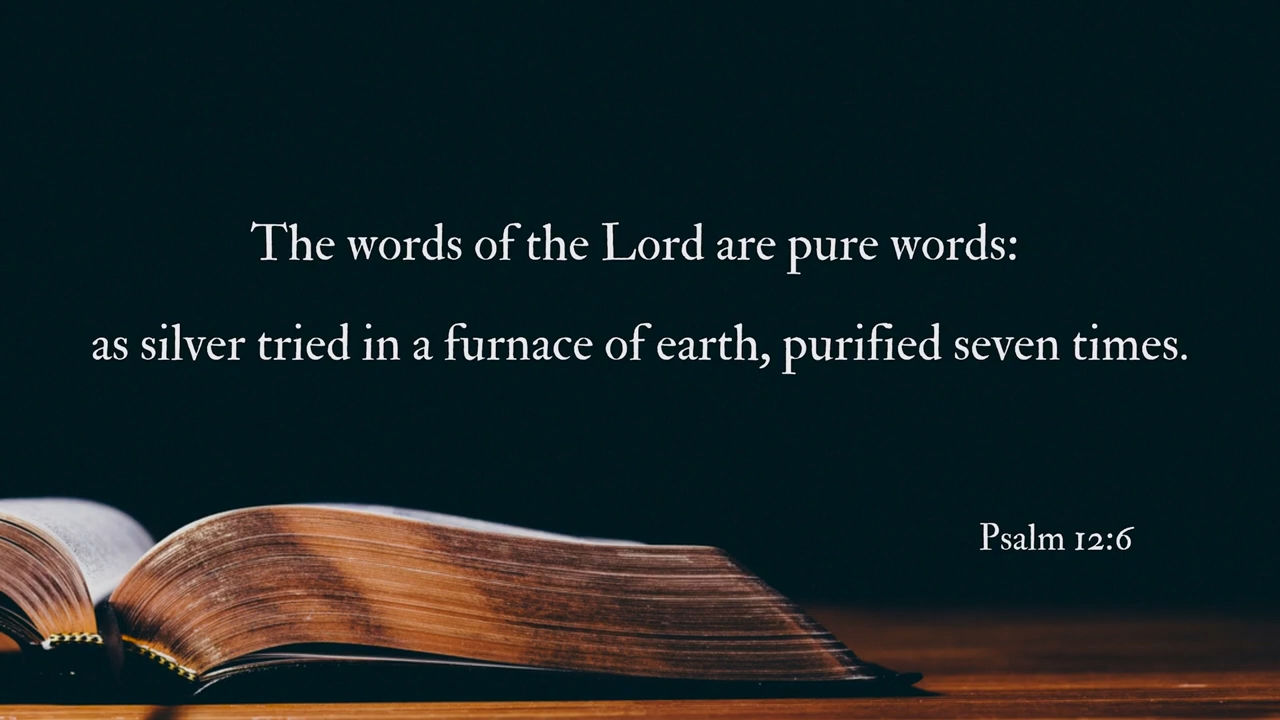 The words of the Lord are pure words:
as silver tried in a furnace of earth, purified seven times.
Psalm 12:6